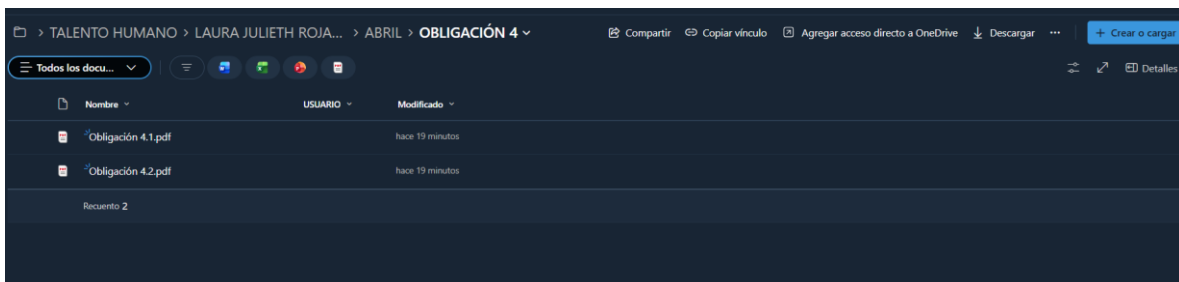 > TALENTO HUMANO > LAURA JULIETH ROJA... > ABRIL > OBLIGACIÓN 4 Compartir Copiar vínculo Agregar acceso directo a OneDrive Descargar ... + Crear o cargar
Todos los docu... Detalles
Nombre USUARIO Modificado
Obligación 4.1.pdf hace 19 minutos
Obligación 4.2.pdf hace 19 minutos
Recuento 2